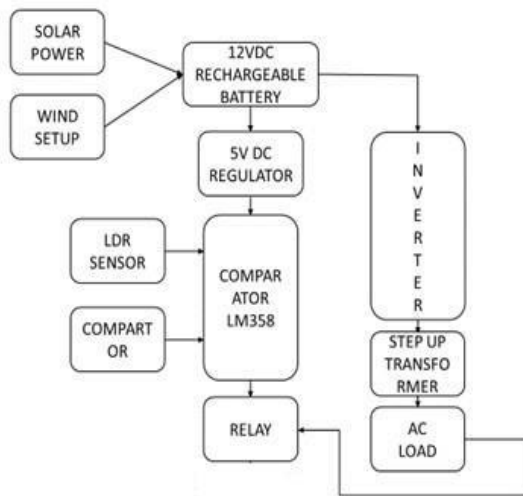 SOLAR
POWER
WIND
SETUP
12VDC
RECHARGEABLE
BATTERY
5V DC
REGULATOR
LDR
SENSOR
COMPART
OR
COMPAR
ATOR
LM358
RELAY
I
N
V
E
R
T
E
R
STEP UP
TRANSFO
RMER
AC
LOAD